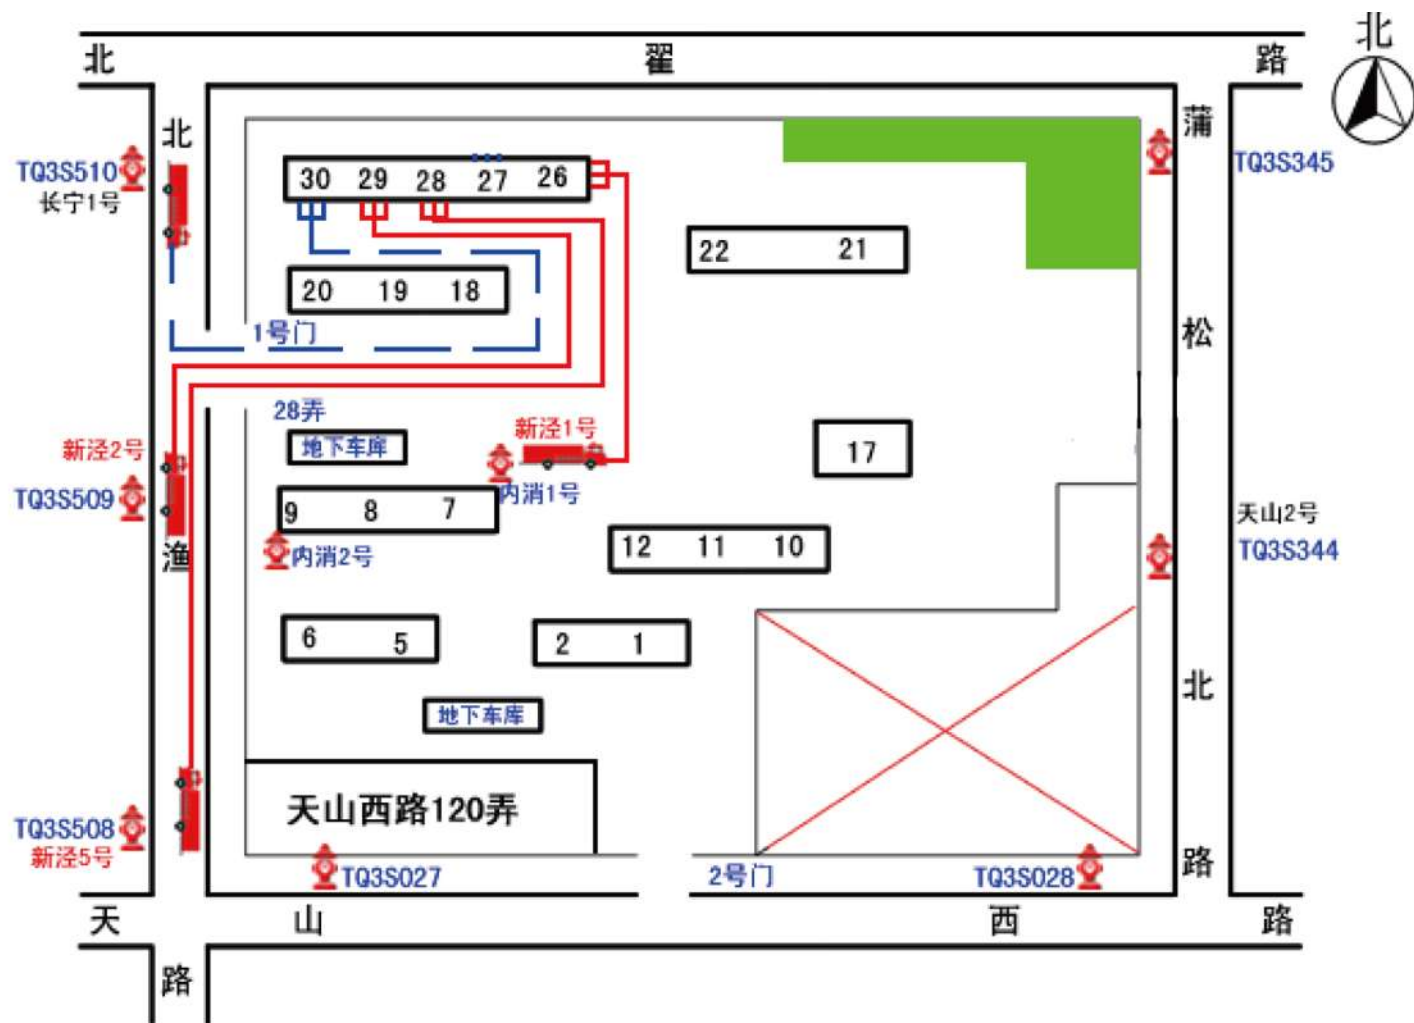 北 翟 路
北
北
蒲
TQ3S510
长宁1号
TQ3S345
30 29 28 27 26
22 21
20 19 18
1号门
松
28弄
新泾2号
地下车库
新泾1号
17
TQ3S509
内消1号
9 8 7
天山2号
TQ3S344
渔
内消2号
12 11 10
6 5
2 1
北
地下车库
天山西路120弄
TQ3S508
新泾5号
TQ3S027
2号门
TQ3S028
路
天 山 西 路
路